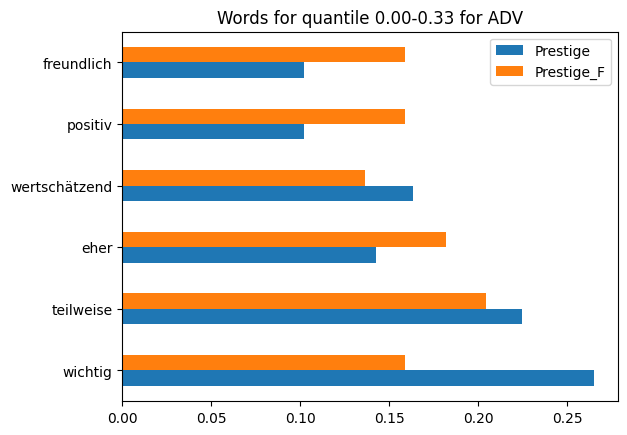 Words for quantile 0.00-0.33 for ADV
Prestige
Prestige_F
freundlich
positiv
wertschätzend
eher
teilweise
wichtig
0.00 0.05 0.10 0.15 0.20 0.25